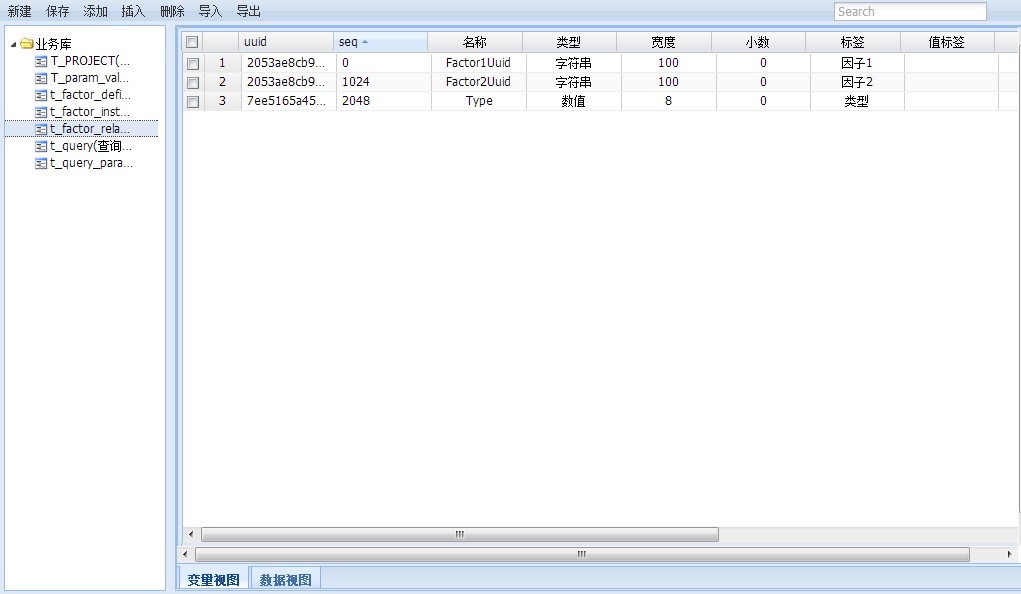 新建 保存 添加 插入 删除 导入 导出 Search
业务库
T_PROJECT(...
T_param_val...
t_factor_defi...
t_factor_inst...
t_factor_rela...
t_query(查询...
t_query_para...
uuid seq 名称 类型 宽度 小数 标签 值标签
1 2053ae8cb9... 0 Factor1Uuid 字符串 100 0 因子1
2 2053ae8cb9... 1024 Factor2Uuid 字符串 100 0 因子2
3 7ee5165a45... 2048 Type 数值 8 0 类型
变量视图 数据视图